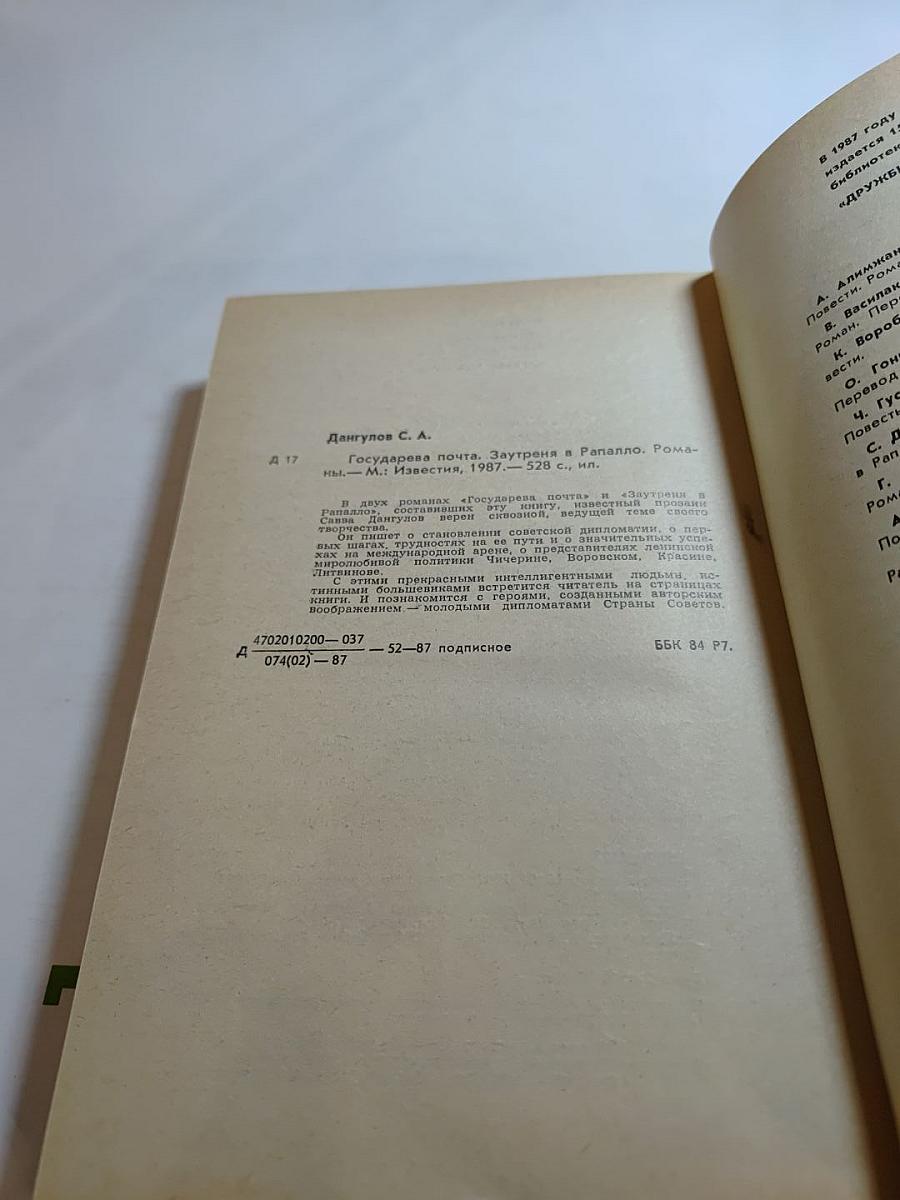 Дангулов С. А.
Д 17 Государева почта. Заутреня в Рапалло. Рома-
ны.— М.: Известия, 1987.— 528 с., ил.
В двух романах «Государева почта» и «Заутреня в
Рапалло», составивших эту книгу, известный прозаик
Савва Дангулов верен сквозной, ведущей теме своего
творчества.
Он пишет о становлении советской дипломатии, о пер-
вых шагах, трудностях на ее пути и о значительных успе-
хах на международной арене, о представителях ленинской
миролюбивой политики Чичерине, Воровском, Красине,
Литвинове.
С этими прекрасными интеллигентными людьми, ис-
тинными большевиками встретится читатель на страницах
книги. И познакомится с героями, созданными авторским
воображением — молодыми дипломатами Страны Советов.
Д 4702010200—037
074(02)—87
— 52—87 подписное ББК 84 Р7.
В 1987 году
издается
библиотек
«ДРУЖБЫ
А. Алимжан
Повести. Рома
В. Василак
Роман. Пер
К. Вороб
вести.
О. Гон
Перевод
Ч. Гус
Повесть
С. Д
в Рап
Г.
Рома
А
По
Р